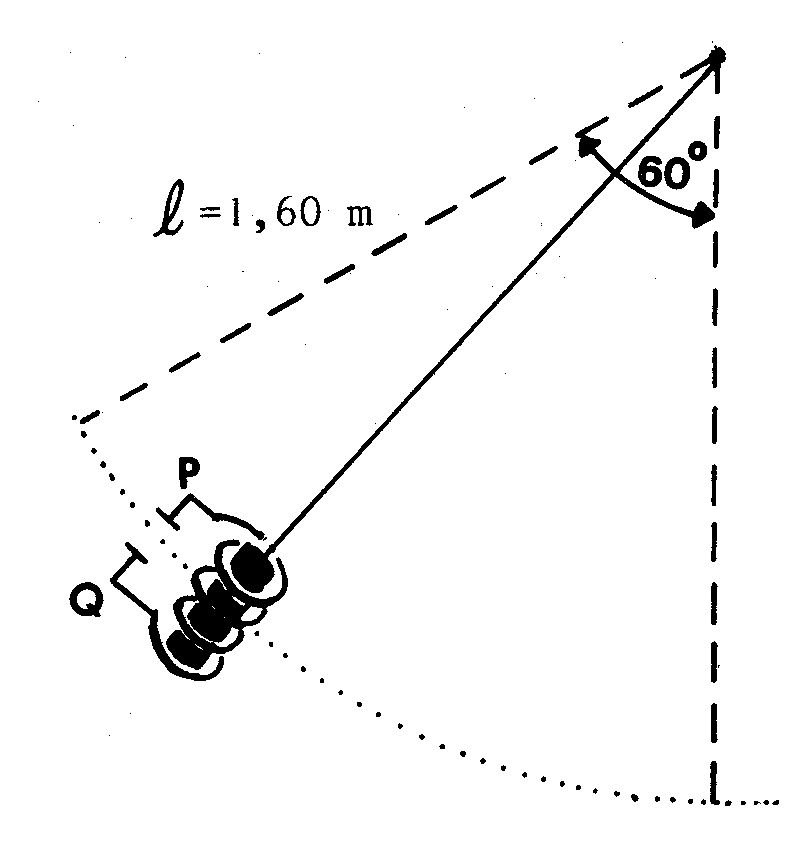 60°
ℓ = 1,60 m
P
Q